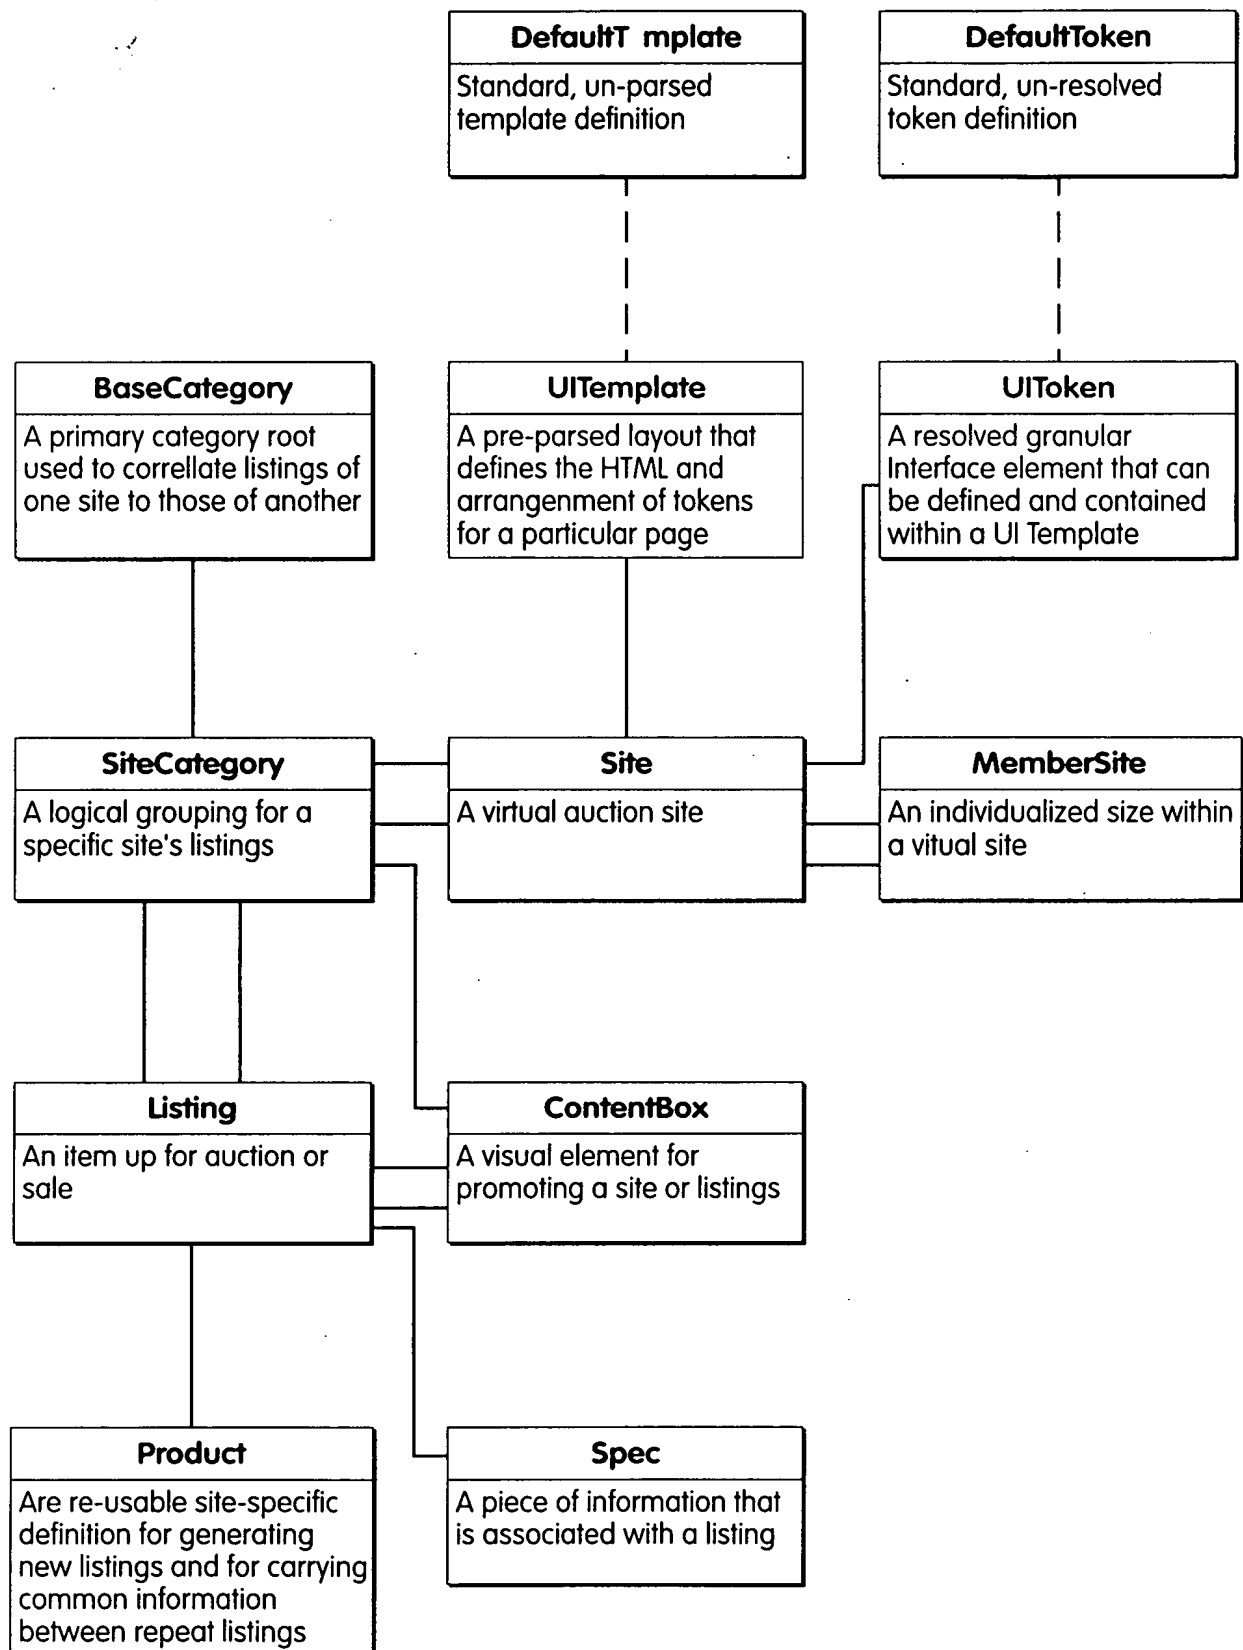 DefaultT mplate
Standard, un-parsed
template definition
DefaultToken
Standard, un-resolved
token definition
BaseCategory
A primary category root
used to correllate listings of
one site to those of another
UITemplate
A pre-parsed layout that
defines the HTML and
arrangenment of tokens
for a particular page
UIToken
A resolved granular
Interface element that can
be defined and contained
within a UI Template
SiteCategory
A logical grouping for a
specific site's listings
Site
A virtual auction site
MemberSite
An individualized size within
a vitual site
Listing
An item up for auction or
sale
ContentBox
A visual element for
promoting a site or listings
Product
Are re-usable site-specific
definition for generating
new listings and for carrying
common information
between repeat listings
Spec
A piece of information that
is associated with a listing